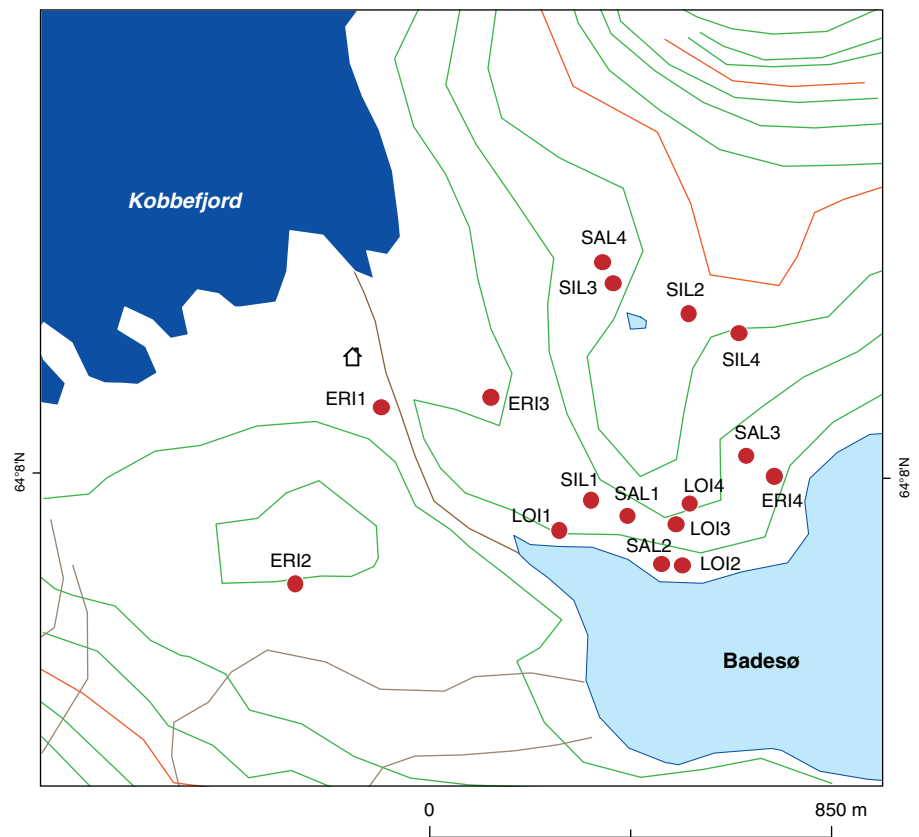 Kobbefjord
SAL4
SIL3
SIL2
SIL4
ERI1
ERI3
SAL3
64°8'N
64°8'N
SIL1
SAL1
LOI4
ERI4
LOI1
LOI3
SAL2
LOI2
ERI2
Badesø
0
850 m